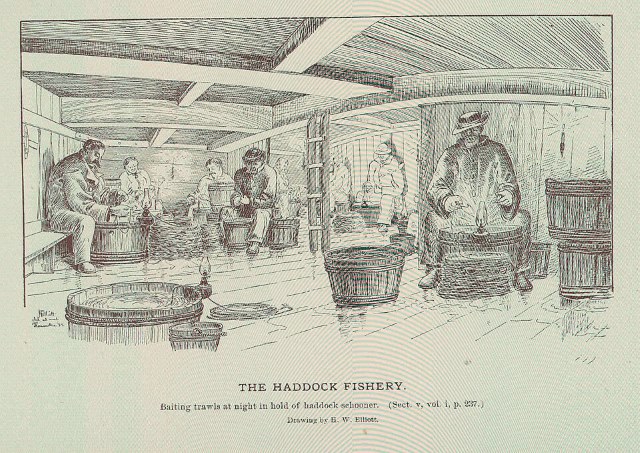 THE HADDOCK FISHERY.
Baiting trawls at night in hold of haddock schooner. (Sect. v, vol. i, p. 237.)
Drawing by H. W. Elliott.